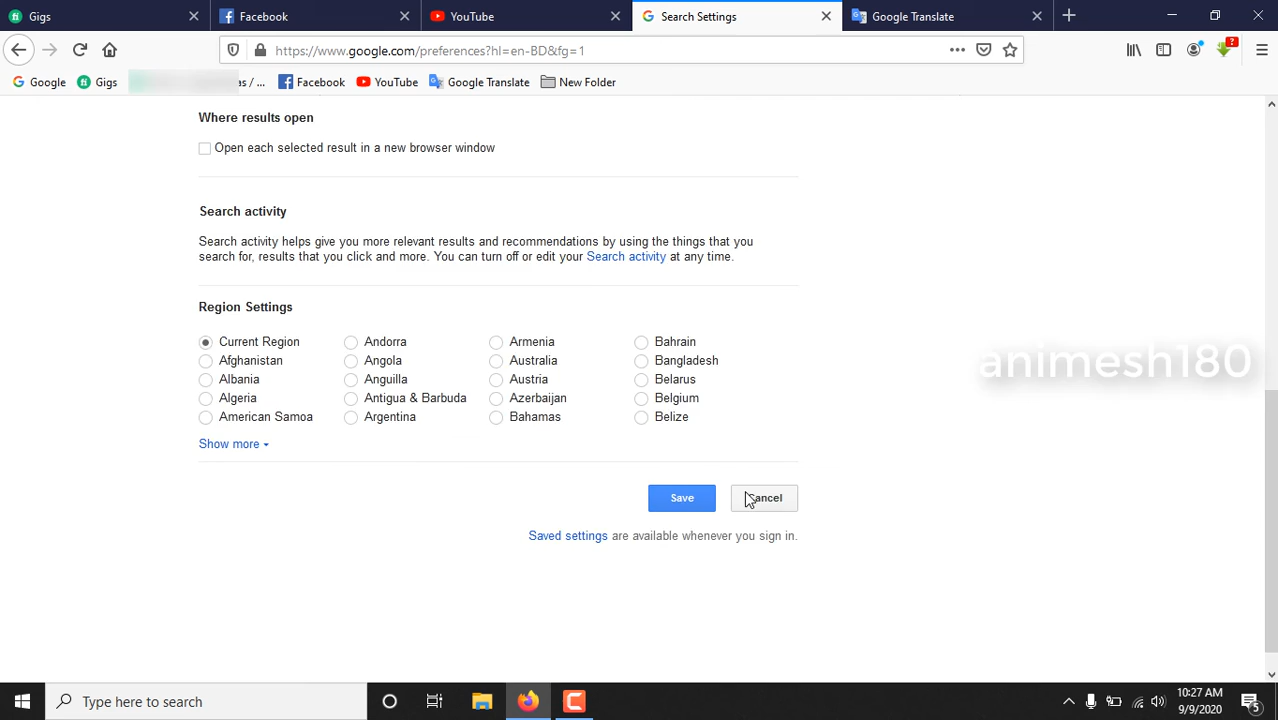 Gigs
Facebook
YouTube
Search Settings
Google Translate
https://www.google.com/preferences?hl=en-BD&fg=1
Google
Gigs
as / ...
Facebook
YouTube
Google Translate
New Folder
Where results open
Open each selected result in a new browser window
Search activity
Search activity helps give you more relevant results and recommendations by using the things that you
search for, results that you click and more. You can turn off or edit your Search activity at any time.
Region Settings
Current Region Andorra Armenia Bahrain
Afghanistan Angola Australia Bangladesh
Albania Anguilla Austria Belarus
Algeria Antigua & Barbuda Azerbaijan Belgium
American Samoa Argentina Bahamas Belize
Show more
animesh180
Save Cancel
Saved settings are available whenever you sign in.
Type here to search
10:27 AM
9/9/2020
5